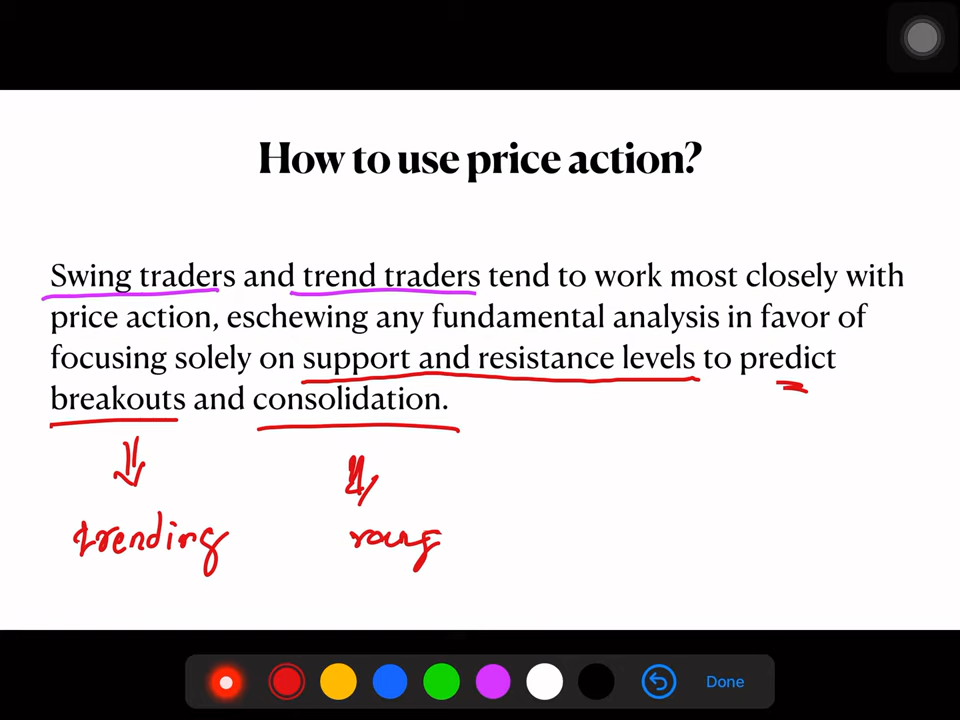 How to use price action?
Swing traders and trend traders tend to work most closely with
price action, eschewing any fundamental analysis in favor of
focusing solely on support and resistance levels to predict
breakouts and consolidation.
trending
Done